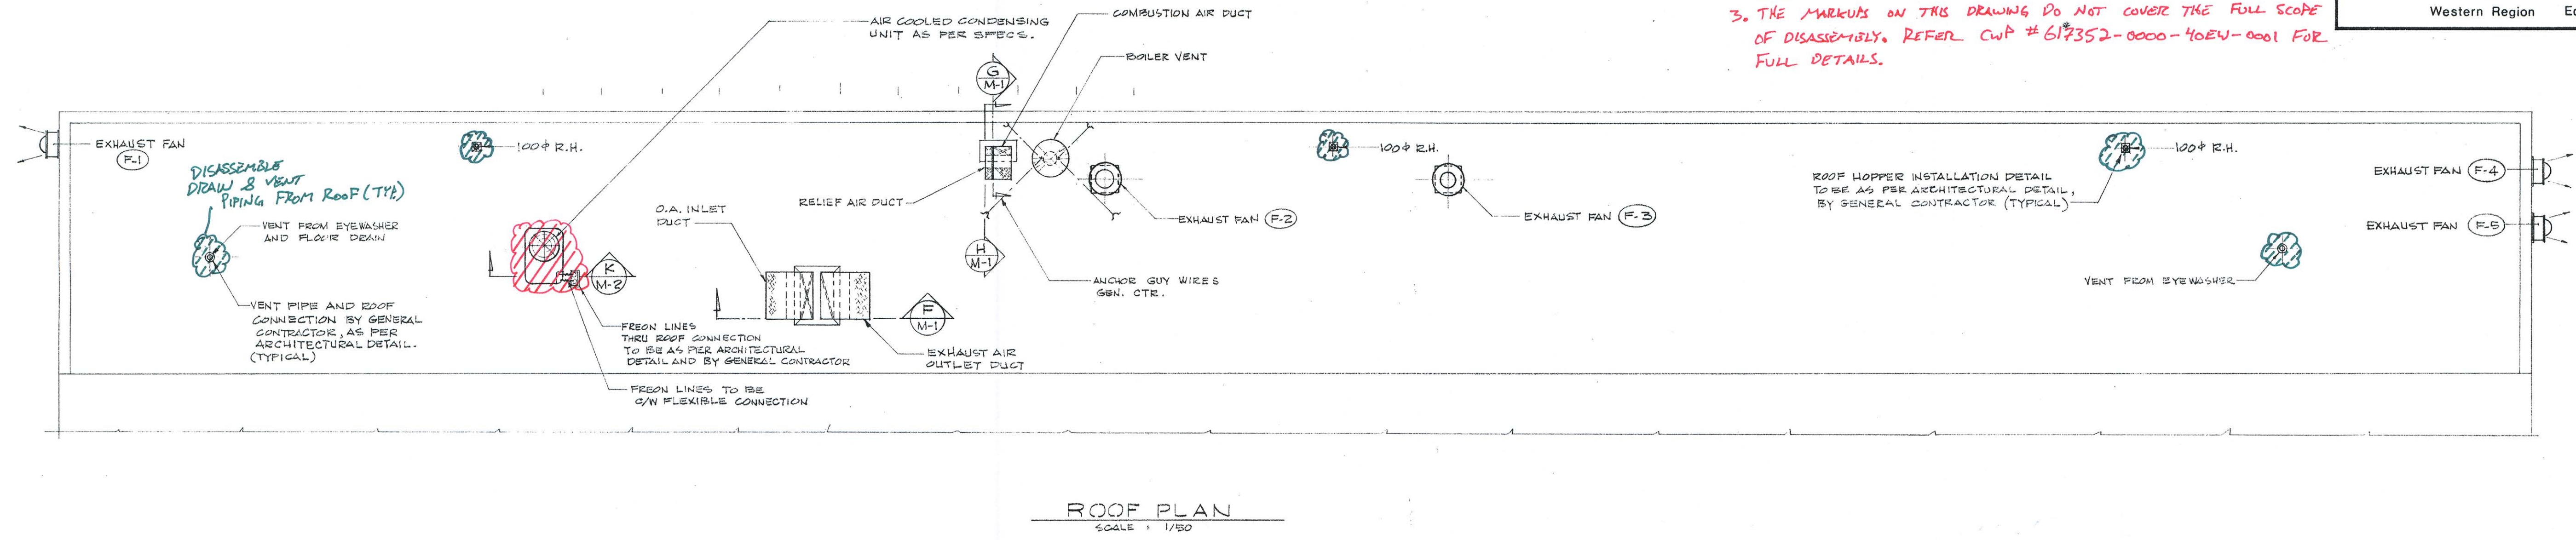 AIR COOLED CONDENSING
UNIT AS PER SPECS.
COMBUSTION AIR DUCT
BOILER VENT
3. THE MARKUPS ON THIS DRAWING DO NOT COVER THE FULL SCOPE
OF DISASSEMBLY. REFER CWP # 617352-0000-40EW-0001 FOR
FULL DETAILS.
Western Region
G
M-1
EXHAUST FAN
F-1
DISASSEMBLE
DRAIN & VENT
PIPING FROM ROOF (TYP.)
100ϕ R.H.
VENT FROM EYEWASHER
AND FLOOR DRAIN
VENT PIPE AND ROOF
CONNECTION BY GENERAL
CONTRACTOR, AS PER
ARCHITECTURAL DETAIL.
(TYPICAL)
K
M-2
FREON LINES
THRU ROOF CONNECTION
TO BE AS PER ARCHITECTURAL
DETAIL AND BY GENERAL CONTRACTOR
FREON LINES TO BE
C/W FLEXIBLE CONNECTION
O.A. INLET
DUCT
RELIEF AIR DUCT
H
M-1
F
M-1
EXHAUST AIR
OUTLET DUCT
ANCHOR GUY WIRES
GEN. CTR.
EXHAUST FAN F-2
100ϕ R.H.
EXHAUST FAN F-3
ROOF HOPPER INSTALLATION DETAIL
TO BE AS PER ARCHITECTURAL DETAIL,
BY GENERAL CONTRACTOR (TYPICAL)
100ϕ R.H.
EXHAUST FAN F-4
EXHAUST FAN F-5
VENT FROM EYEWASHER
ROOF PLAN
SCALE : 1/50